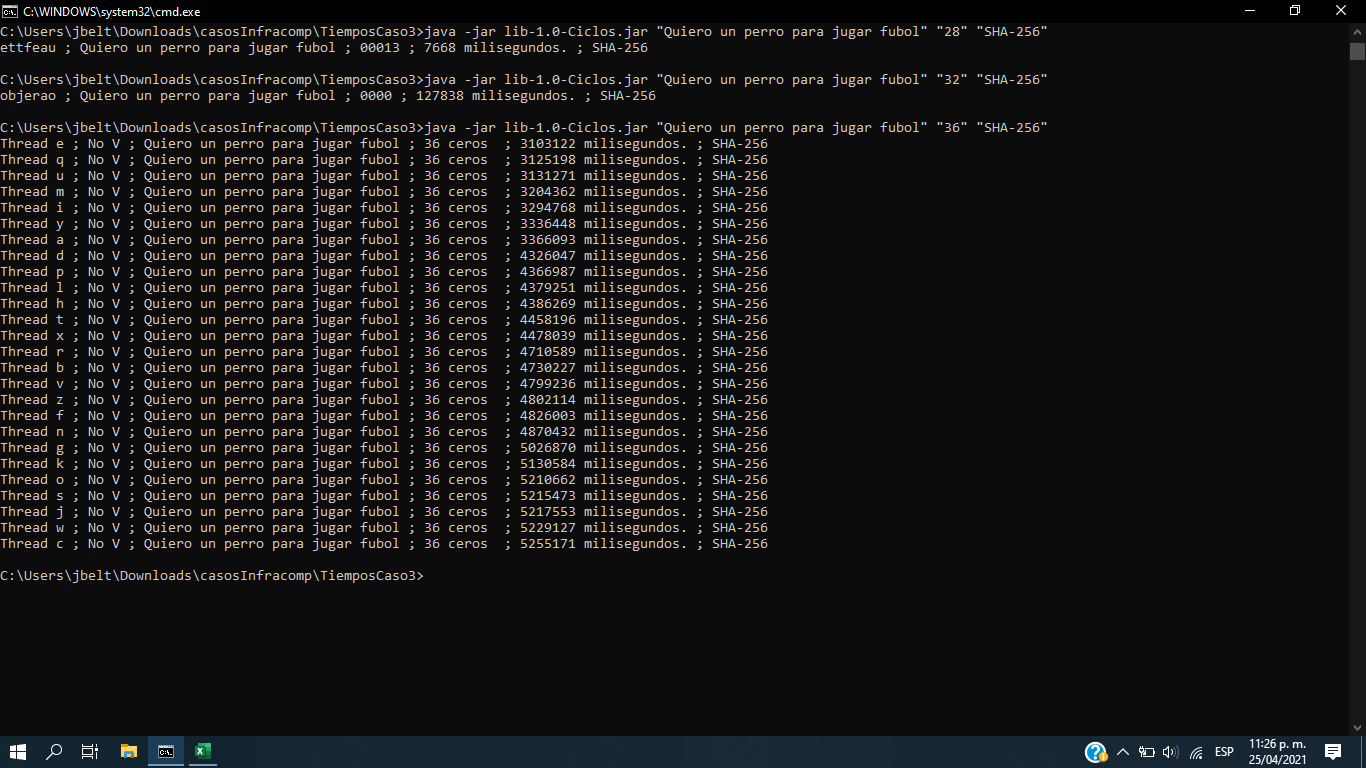 C:\WINDOWS\system32\cmd.exe
C:\Users\jbelt\Downloads\casosInfracomp\TiemposCaso3>java -jar lib-1.0-Ciclos.jar "Quiero un perro para jugar fubol" "28" "SHA-256"
ettfeau ; Quiero un perro para jugar fubol ; 00013 ; 7668 milisegundos. ; SHA-256
C:\Users\jbelt\Downloads\casosInfracomp\TiemposCaso3>java -jar lib-1.0-Ciclos.jar "Quiero un perro para jugar fubol" "32" "SHA-256"
objerao ; Quiero un perro para jugar fubol ; 0000 ; 127838 milisegundos. ; SHA-256
C:\Users\jbelt\Downloads\casosInfracomp\TiemposCaso3>java -jar lib-1.0-Ciclos.jar "Quiero un perro para jugar fubol" "36" "SHA-256"
Thread e ; No V ; Quiero un perro para jugar fubol ; 36 ceros  ; 3103122 milisegundos. ; SHA-256
Thread q ; No V ; Quiero un perro para jugar fubol ; 36 ceros  ; 3125198 milisegundos. ; SHA-256
Thread u ; No V ; Quiero un perro para jugar fubol ; 36 ceros  ; 3131271 milisegundos. ; SHA-256
Thread m ; No V ; Quiero un perro para jugar fubol ; 36 ceros  ; 3204362 milisegundos. ; SHA-256
Thread i ; No V ; Quiero un perro para jugar fubol ; 36 ceros  ; 3294768 milisegundos. ; SHA-256
Thread y ; No V ; Quiero un perro para jugar fubol ; 36 ceros  ; 3336448 milisegundos. ; SHA-256
Thread a ; No V ; Quiero un perro para jugar fubol ; 36 ceros  ; 3366093 milisegundos. ; SHA-256
Thread d ; No V ; Quiero un perro para jugar fubol ; 36 ceros  ; 4326047 milisegundos. ; SHA-256
Thread p ; No V ; Quiero un perro para jugar fubol ; 36 ceros  ; 4366987 milisegundos. ; SHA-256
Thread l ; No V ; Quiero un perro para jugar fubol ; 36 ceros  ; 4379251 milisegundos. ; SHA-256
Thread h ; No V ; Quiero un perro para jugar fubol ; 36 ceros  ; 4386269 milisegundos. ; SHA-256
Thread t ; No V ; Quiero un perro para jugar fubol ; 36 ceros  ; 4458196 milisegundos. ; SHA-256
Thread x ; No V ; Quiero un perro para jugar fubol ; 36 ceros  ; 4478039 milisegundos. ; SHA-256
Thread r ; No V ; Quiero un perro para jugar fubol ; 36 ceros  ; 4710589 milisegundos. ; SHA-256
Thread b ; No V ; Quiero un perro para jugar fubol ; 36 ceros  ; 4730227 milisegundos. ; SHA-256
Thread v ; No V ; Quiero un perro para jugar fubol ; 36 ceros  ; 4799236 milisegundos. ; SHA-256
Thread z ; No V ; Quiero un perro para jugar fubol ; 36 ceros  ; 4802114 milisegundos. ; SHA-256
Thread f ; No V ; Quiero un perro para jugar fubol ; 36 ceros  ; 4826003 milisegundos. ; SHA-256
Thread n ; No V ; Quiero un perro para jugar fubol ; 36 ceros  ; 4870432 milisegundos. ; SHA-256
Thread g ; No V ; Quiero un perro para jugar fubol ; 36 ceros  ; 5026870 milisegundos. ; SHA-256
Thread k ; No V ; Quiero un perro para jugar fubol ; 36 ceros  ; 5130584 milisegundos. ; SHA-256
Thread o ; No V ; Quiero un perro para jugar fubol ; 36 ceros  ; 5210662 milisegundos. ; SHA-256
Thread s ; No V ; Quiero un perro para jugar fubol ; 36 ceros  ; 5215473 milisegundos. ; SHA-256
Thread j ; No V ; Quiero un perro para jugar fubol ; 36 ceros  ; 5217553 milisegundos. ; SHA-256
Thread w ; No V ; Quiero un perro para jugar fubol ; 36 ceros  ; 5229127 milisegundos. ; SHA-256
Thread c ; No V ; Quiero un perro para jugar fubol ; 36 ceros  ; 5255171 milisegundos. ; SHA-256
C:\Users\jbelt\Downloads\casosInfracomp\TiemposCaso3>
ESP
11:26 p. m.
25/04/2021